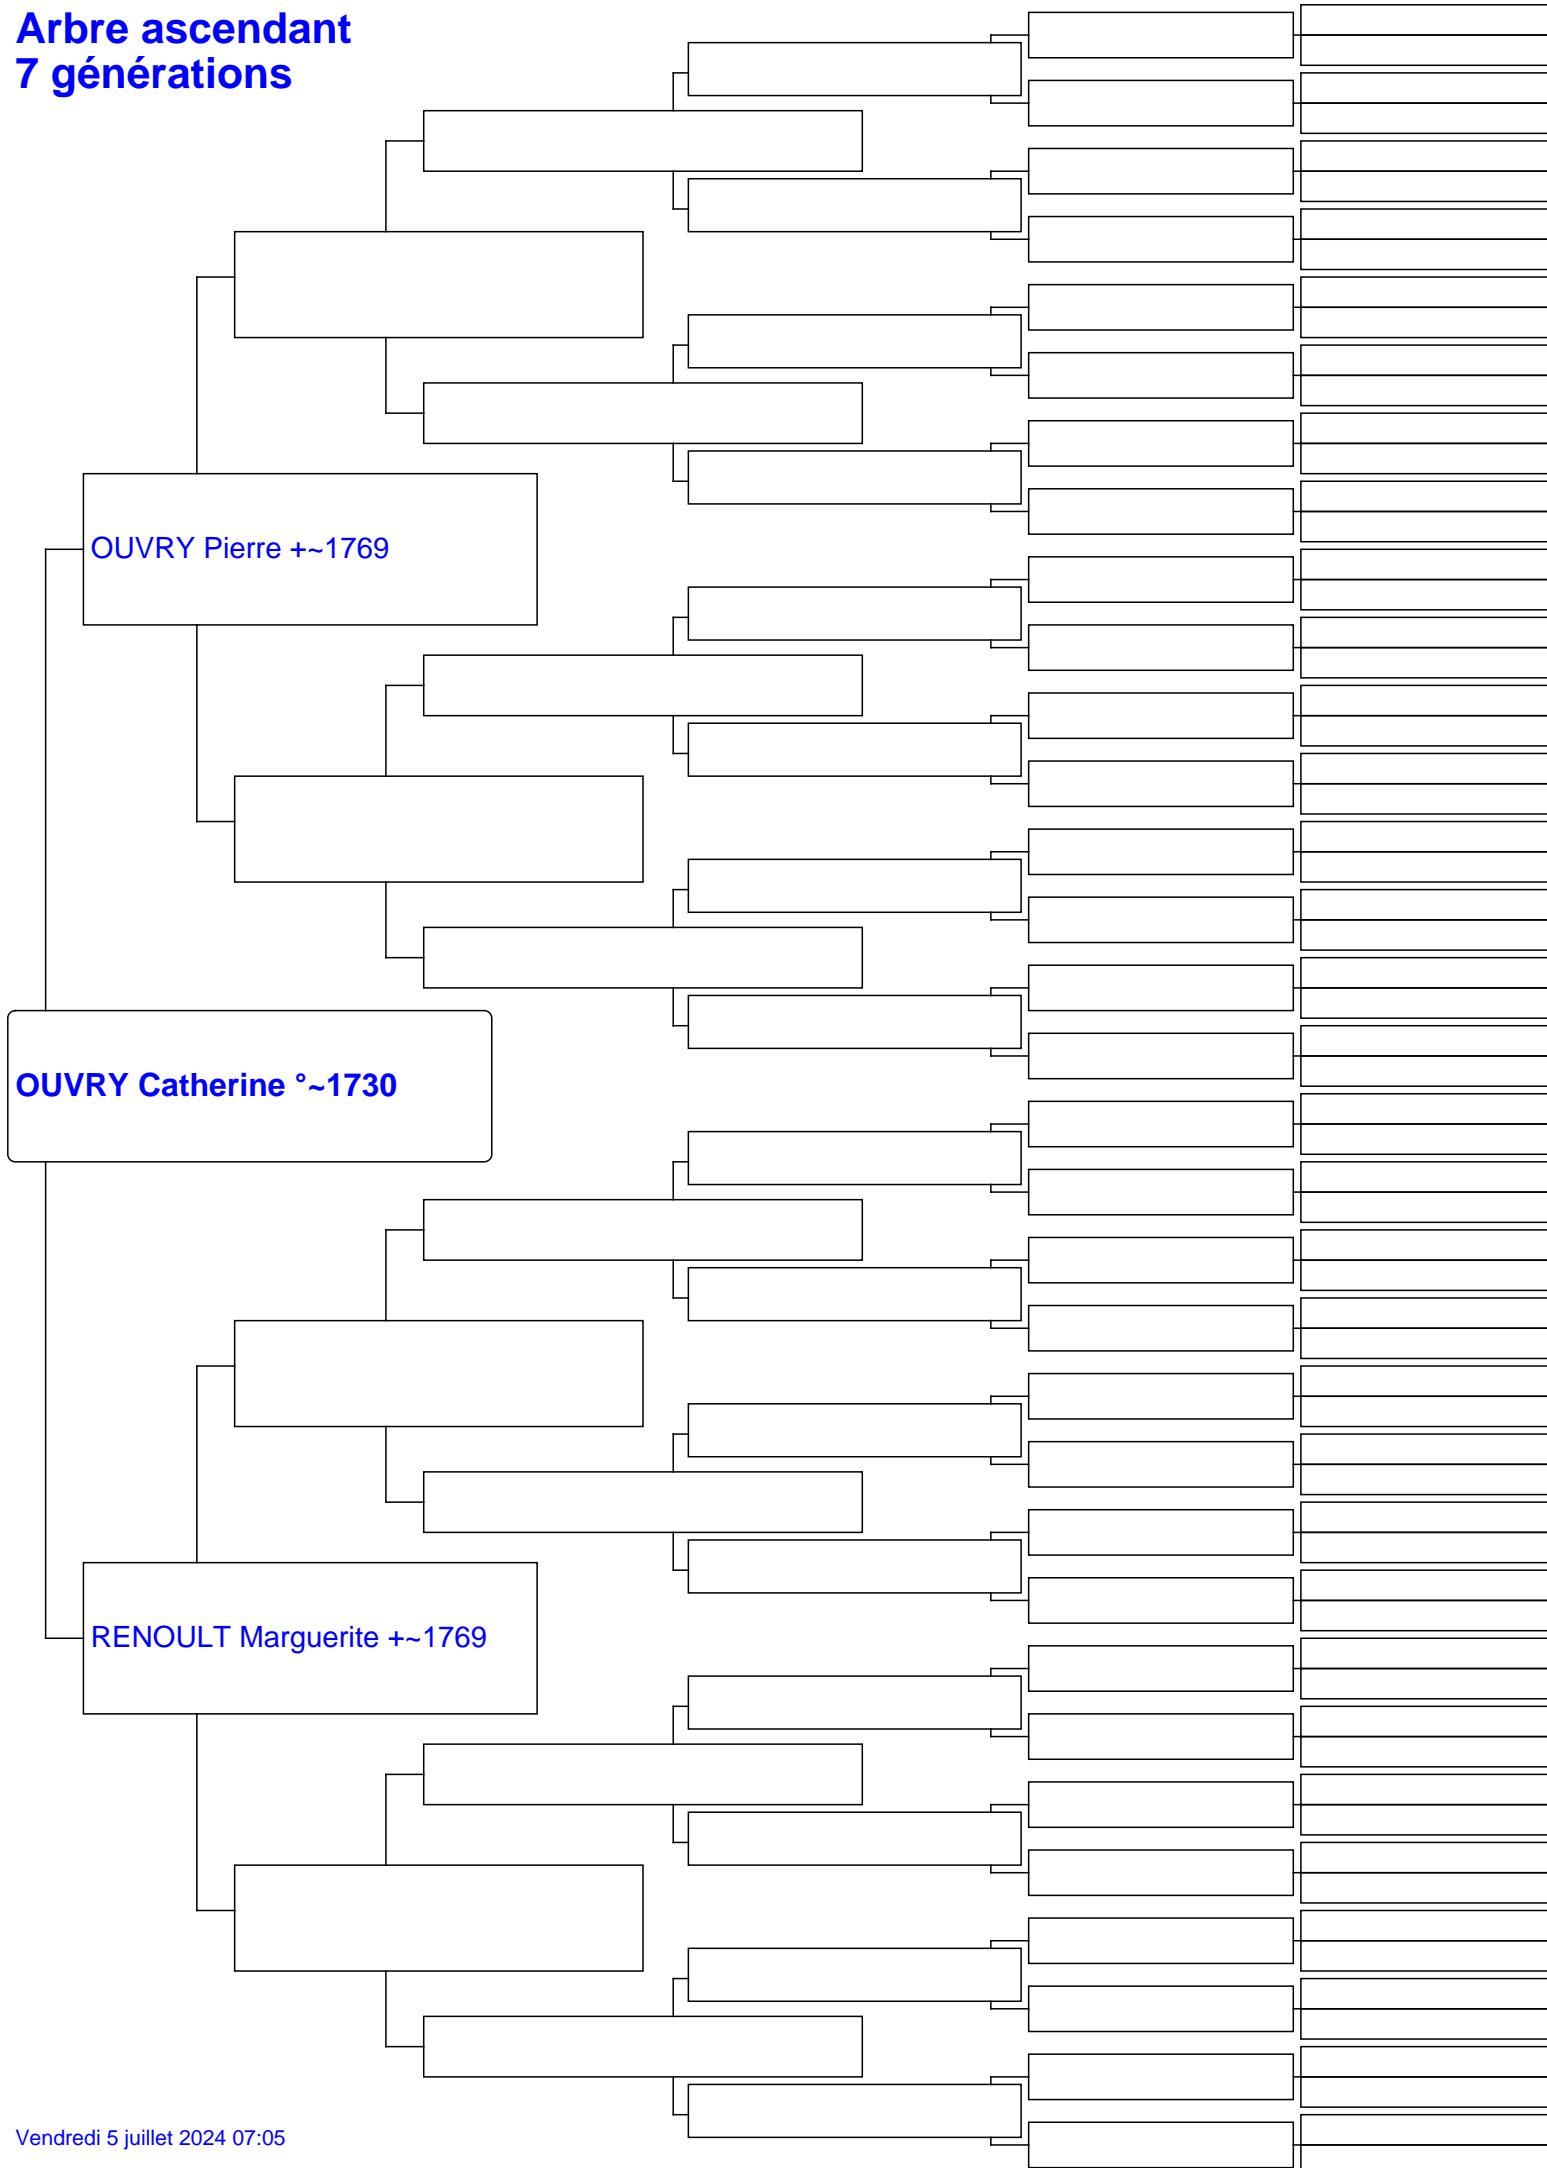 Arbre ascendant
7 générations
OUVRY Pierre +~1769
OUVRY Catherine °~1730
RENOULT Marguerite +~1769
Vendredi 5 juillet 2024 07:05